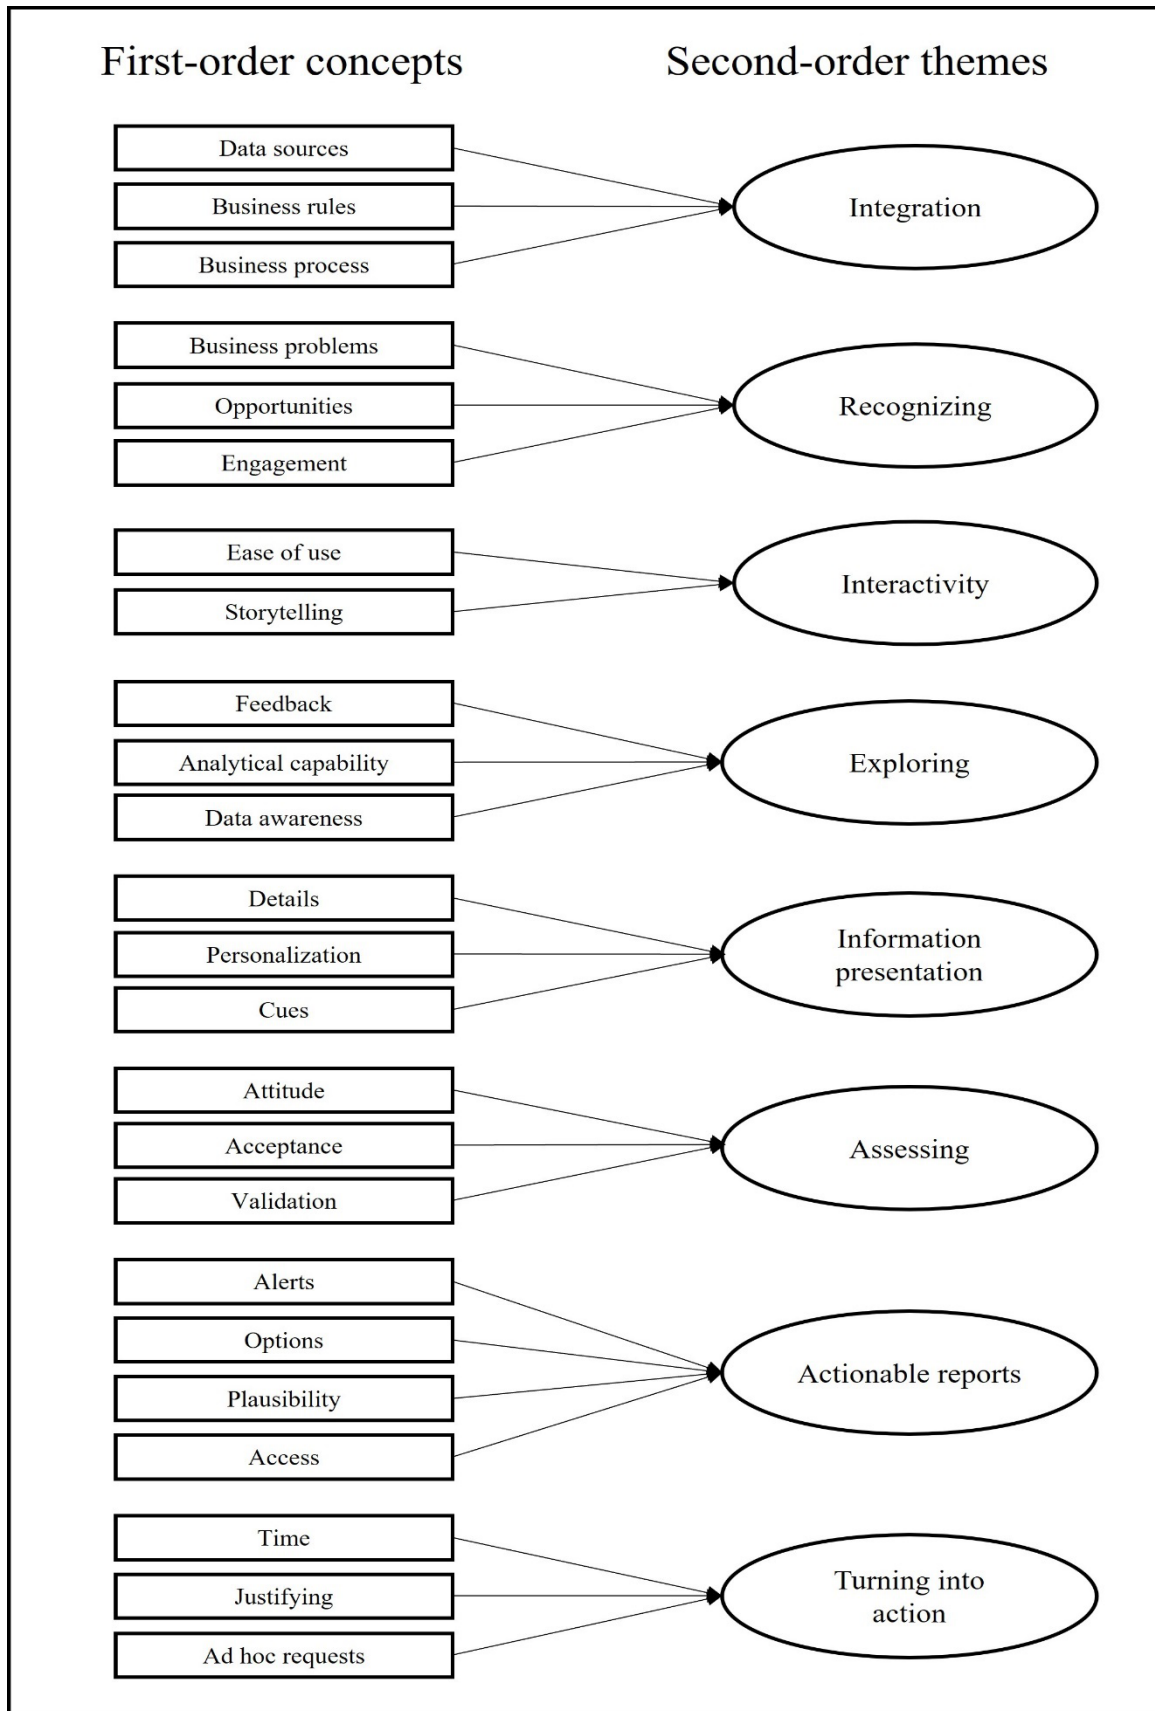 First-order concepts
Second-order themes
Data sources
Business rules
Business process
Integration
Business problems
Opportunities
Engagement
Recognizing
Ease of use
Storytelling
Interactivity
Feedback
Analytical capability
Data awareness
Exploring
Details
Personalization
Cues
Information
presentation
Attitude
Acceptance
Validation
Assessing
Alerts
Options
Plausibility
Access
Actionable reports
Time
Justifying
Ad hoc requests
Turning into
action